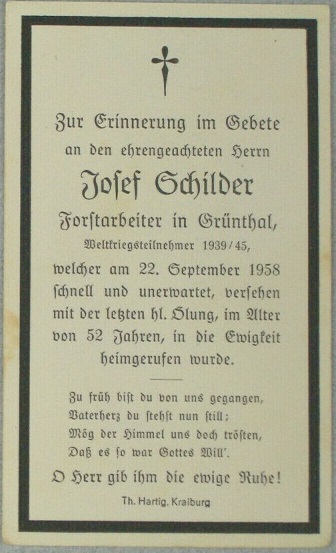 Zur Erinnerung im Gebete
an den ehrengeachteten Herrn
Josef Schilder
Forstarbeiter in Grünthal,
Weltkriegsteilnehmer 1939/45,
welcher am 22. September 1958
schnell und unerwartet, versehen
mit der letzten hl. Ölung, im Alter
von 52 Jahren, in die Ewigkeit
heimgerufen wurde.
Zu früh bist du von uns gegangen,
Vaterherz du stehst nun still;
Mög der Himmel uns doch trösten,
Daß es so war Gottes Will'.
O Herr gib ihm die ewige Ruhe!
Th. Hartig, Kraiburg